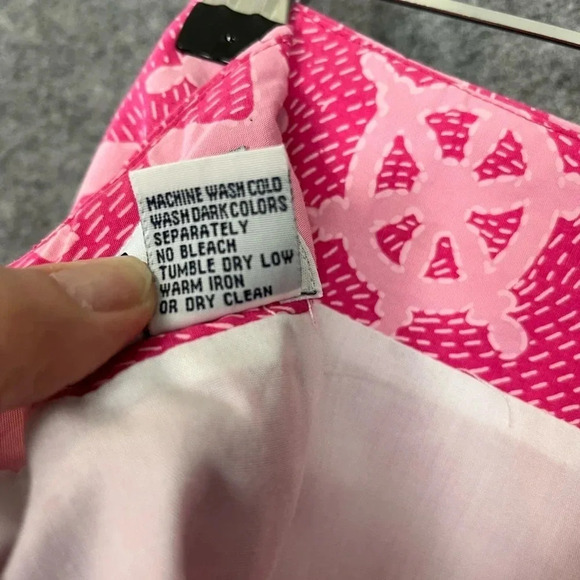 MACHINE WASH COLD
WASH DARK COLORS
SEPARATELY
NO BLEACH
TUMBLE DRY LOW
WARM IRON
OR DRY CLEAN